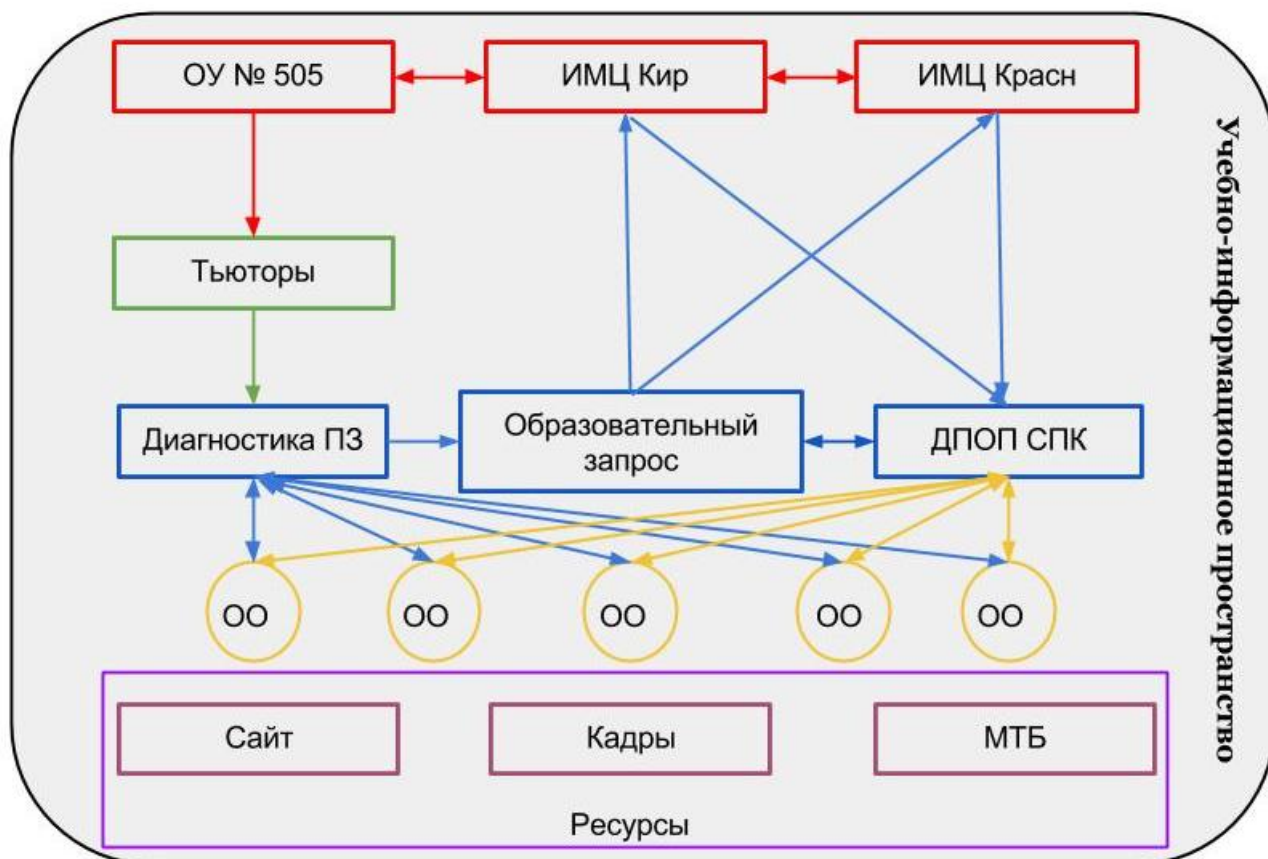 ОУ № 505
ИМЦ Кир
ИМЦ Красн
Учебно-информационное пространство
Тьюторы
Диагностика ПЗ
Образовательный
запрос
ДПОП СПК
ОО
ОО
ОО
ОО
ОО
Сайт
Кадры
МТБ
Ресурсы